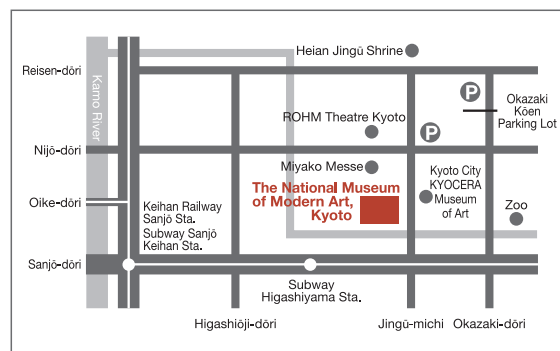 Heian Jingū Shrine
Reisen-dōri
Kamo River
P
Okazaki
Kōen
Parking Lot
ROHM Theatre Kyoto
P
Nijō-dōri
Miyako Messe
Kyoto City
KYOCERA
Museum
of Art
The National Museum
of Modern Art,
Kyoto
Oike-dōri
Keihan Railway
Sanjō Sta.
Subway Sanjō
Keihan Sta.
Zoo
Sanjō-dōri
Subway
Higashiyama Sta.
Higashiōji-dōri
Jingū-michi
Okazaki-dōri